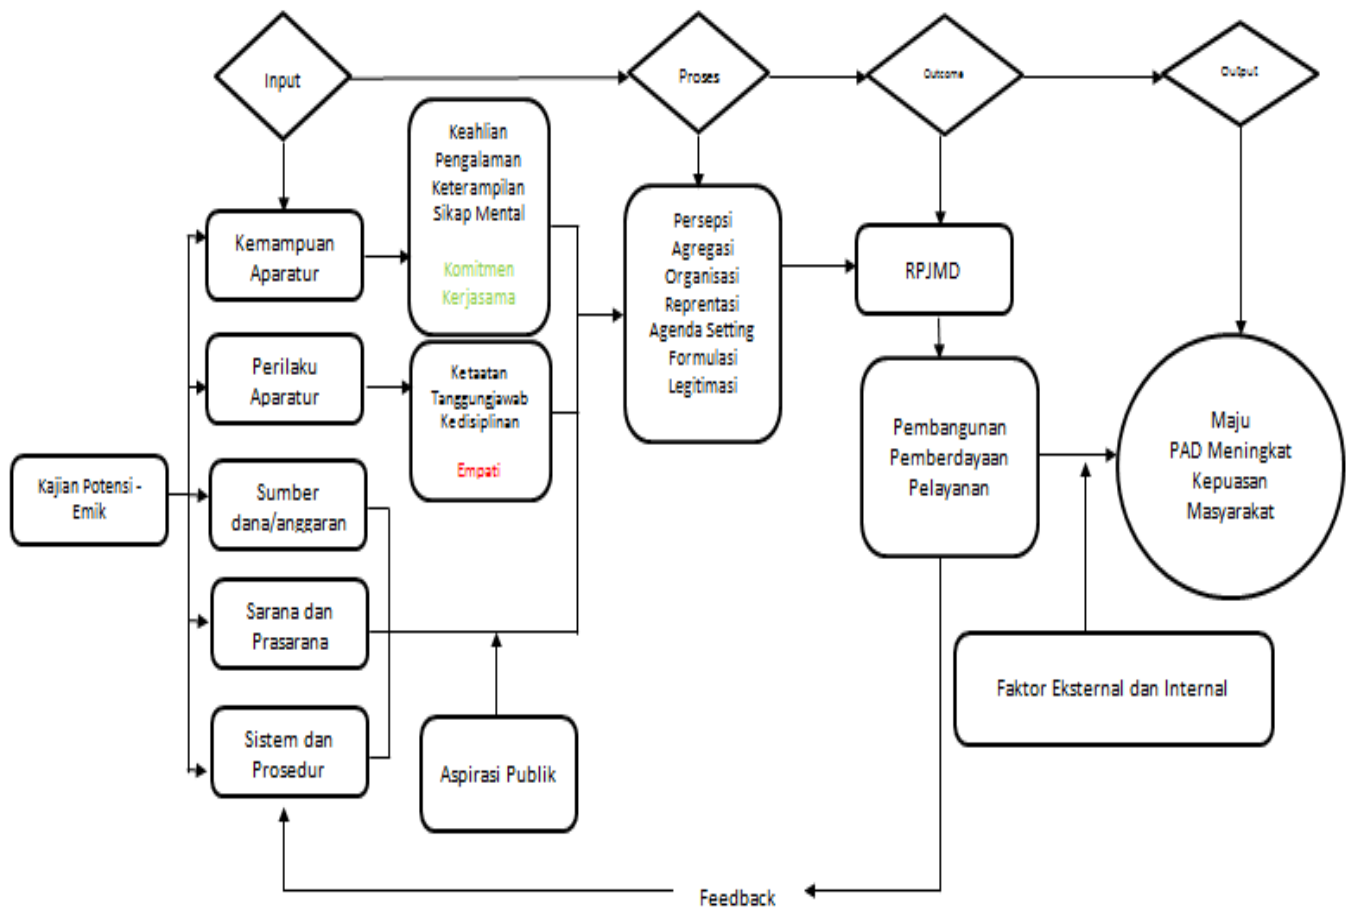 Input
Proses
Outcome
Output
Keahlian
Pengalaman
Keterampilan
Sikap Mental
Komitmen
Kerjasama
Kemampuan
Aparatur
Persepsi
Agregasi
Organisasi
Reprentasi
Agenda Setting
Formulasi
Legitimasi
RPJMD
Perilaku
Aparatur
Ketaatan
Tanggungjawab
Kedisiplinan
Empati
Pembangunan
Pemberdayaan
Pelayanan
Maju
PAD Meningkat
Kepuasan
Masyarakat
Kajian Potensi -
Emik
Sumber
dana/anggaran
Sarana dan
Prasarana
Sistem dan
Prosedur
Aspirasi Publik
Faktor Eksternal dan Internal
Feedback